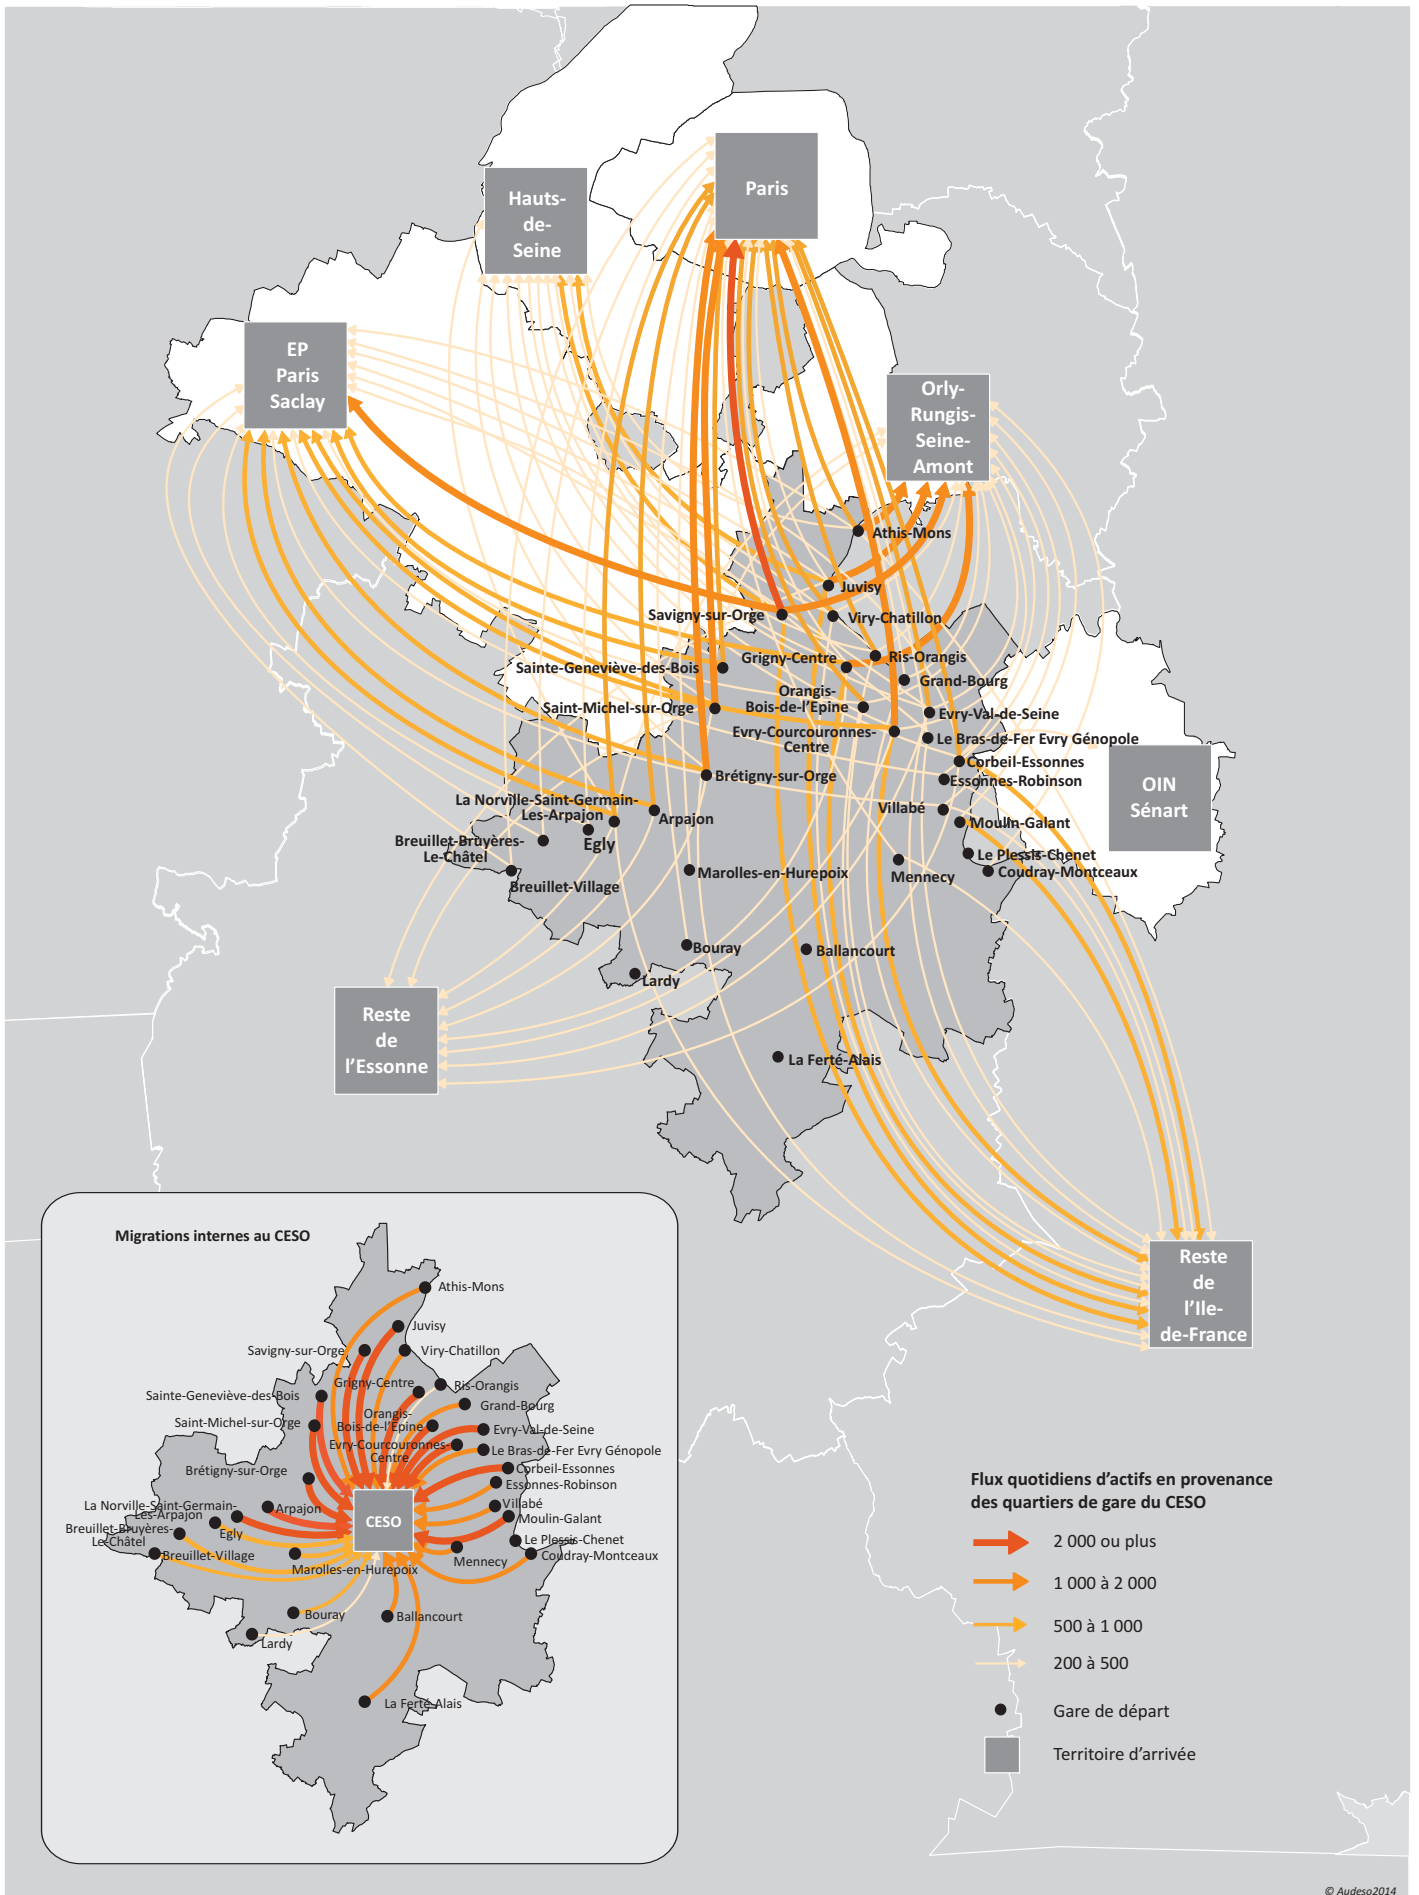 Paris
Hauts-
de-
Seine
EP
Paris
Saclay
Orly-
Rungis-
Seine-
Amont
Athis-Mons
Juvisy
Savigny-sur-Orge
Viry-Chatillon
Grigny-Centre
Ris-Orangis
Sainte-Geneviève-des-Bois
Grand-Bourg
Orangis-
Bois-de-l'Epine
Saint-Michel-sur-Orge
Evry-Val-de-Seine
Evry-Courcouronnes-
Centre
Le Bras-de-Fer Evry Génopole
Corbeil-Essonnes
Brétigny-sur-Orge
Essonnes-Robinson
OIN
Sénart
La Norville-Saint-Germain-
Les-Arpajon
Arpajon
Villabé
Moulin-Galant
Breuillet-Bruyères-
Le-Châtel
Egly
Le Plessis-Chenet
Marolles-en-Hurepoix
Mennecy
Coudray-Montceaux
Breuillet-Village
Bouray
Ballancourt
Lardy
Reste
de
l'Essonne
La Ferté-Alais
Reste
de
l'Ile-
de-France
Migrations internes au CESO
Athis-Mons
Juvisy
Savigny-sur-Orge
Viry-Chatillon
Grigny-Centre
Ris-Orangis
Sainte-Geneviève-des-Bois
Grand-Bourg
Orangis-
Bois-de-l'Epine
Saint-Michel-sur-Orge
Evry-Val-de-Seine
Evry-Courcouronnes-
Centre
Le Bras-de-Fer Evry Génopole
Brétigny-sur-Orge
Corbeil-Essonnes
Essonnes-Robinson
La Norville-Saint-Germain-
Les-Arpajon
Arpajon
Villabé
Moulin-Galant
CESO
Breuillet-Bruyères-
Le-Châtel
Egly
Le Plessis-Chenet
Breuillet-Village
Marolles-en-Hurepoix
Mennecy
Coudray-Montceaux
Bouray
Ballancourt
Lardy
La Ferté-Alais
Flux quotidiens d'actifs en provenance
des quartiers de gare du CESO
2 000 ou plus
1 000 à 2 000
500 à 1 000
200 à 500
Gare de départ
Territoire d'arrivée
© Audeso2014